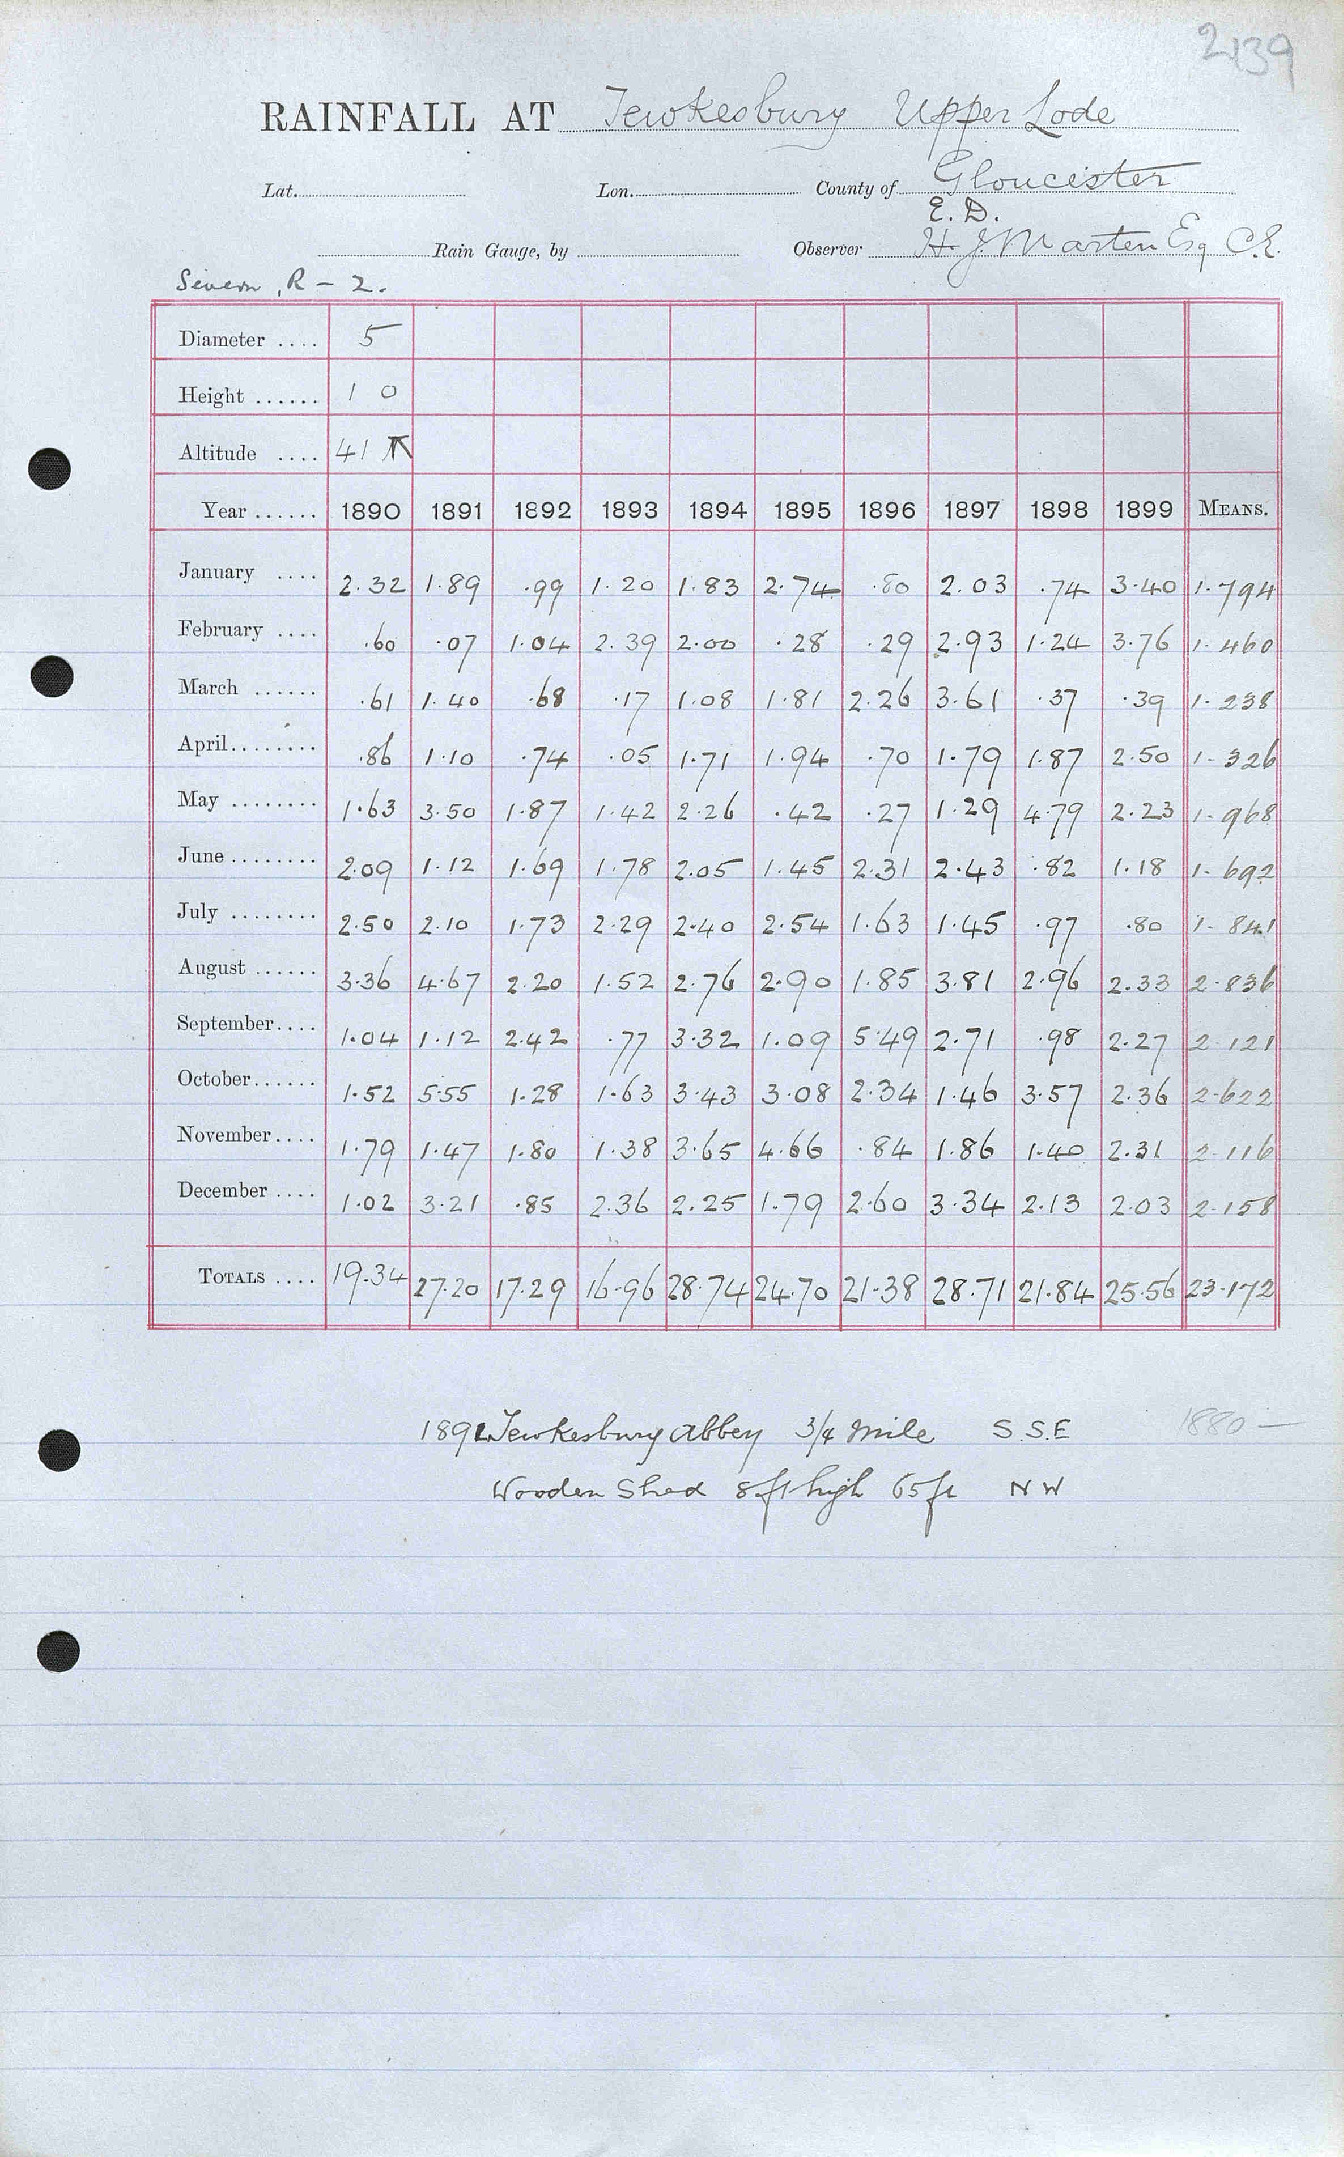 2139
RAINFALL AT Tewkesbury Upper Lode
Lat. Lon. County of Gloucester
E. D.
Rain Gauge, by Observer H. J. Marten Esq C.E.
Severn, R – 2.
Diameter .... 5
Height ...... 1 0
Altitude .... 41
Year ...... 1890 1891 1892 1893 1894 1895 1896 1897 1898 1899 MEANS.
January .... 2.32 1.89 .99 1.20 1.83 2.74 .80 2.03 .74 3.40 1.794
February .... .60 .07 1.04 2.39 2.00 .28 .29 2.93 1.24 3.76 1.460
March ...... .61 1.40 .68 .17 1.08 1.81 2.26 3.61 .37 .39 1.238
April........ .86 1.10 .74 .05 1.71 1.94 .70 1.79 1.87 2.50 1.326
May ........ 1.63 3.50 1.87 1.42 2.26 .42 .27 1.29 4.79 2.23 1.968
June ........ 2.09 1.12 1.69 1.78 2.05 1.45 2.31 2.43 .82 1.18 1.692
July ........ 2.50 2.10 1.73 2.29 2.40 2.54 1.63 1.45 .97 .80 1.841
August ...... 3.36 4.67 2.20 1.52 2.76 2.90 1.85 3.81 2.96 2.33 2.836
September.... 1.04 1.12 2.42 .77 3.32 1.09 5.49 2.71 .98 2.27 2.121
October...... 1.52 5.55 1.28 1.63 3.43 3.08 2.34 1.46 3.57 2.36 2.622
November.... 1.79 1.47 1.80 1.38 3.65 4.66 .84 1.86 1.40 2.31 2.116
December .... 1.02 3.21 .85 2.36 2.25 1.79 2.60 3.34 2.13 2.03 2.158
TOTALS .... 19.34 27.20 17.29 16.96 28.74 24.70 21.38 28.71 21.84 25.56 23.172
1892 Tewkesbury Abbey 3/4 mile S.S.E 1880 —
Wooden Shed 8 ft high 65 ft NW